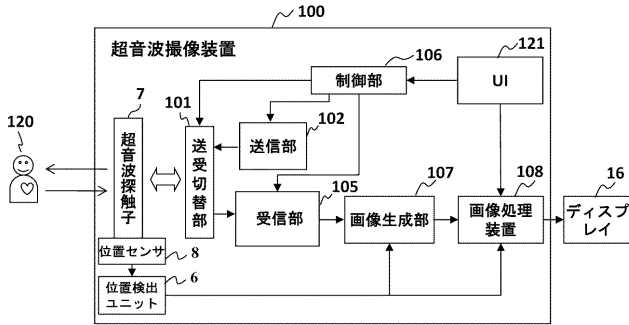 100
超音波撮像装置
106
制御部
121
UI
120
7
超音波探触子
101
送受切替部
102
送信部
105
受信部
107
画像生成部
108
画像処理
装置
16
ディスプ
レイ
位置センサ
8
位置検出
ユニット
6